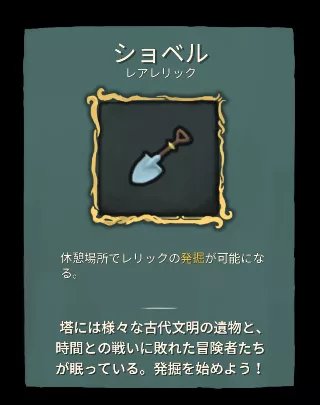 ショベル
レアレリック
休憩場所でレリックの発掘が可能にな
る。
塔には様々な古代文明の遺物と、
時間との戦いに敗れた冒険者たち
が眠っている。発掘を始めよう！